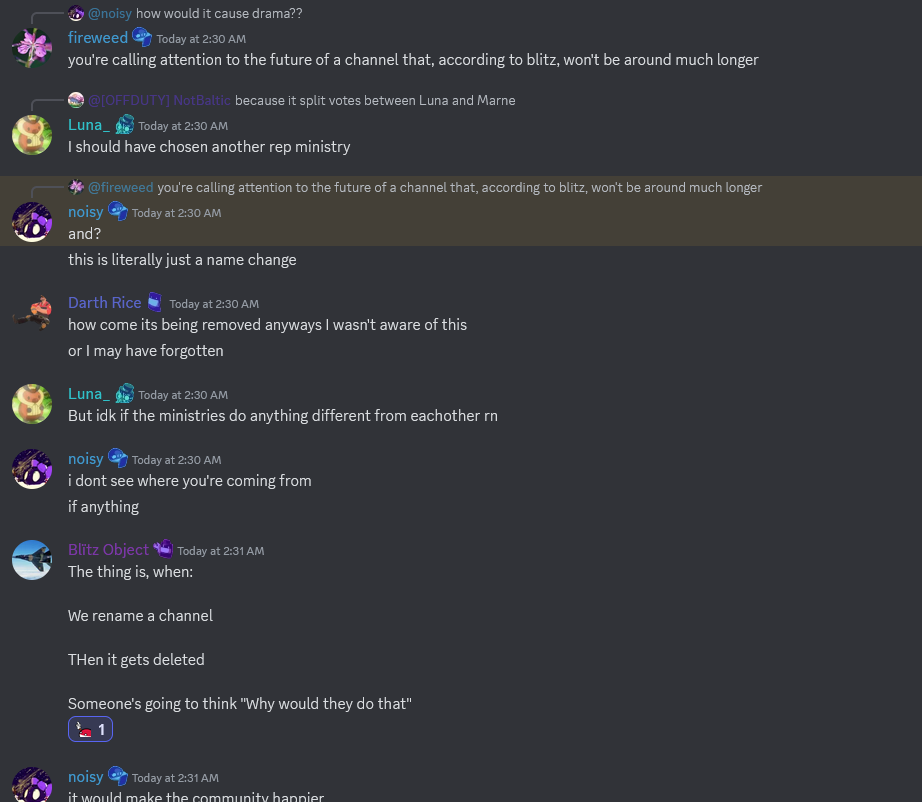 @noisy how would it cause drama??
fireweed Today at 2:30 AM
you're calling attention to the future of a channel that, according to blitz, won't be around much longer
@[OFFDUTY] NotBaltic because it split votes between Luna and Marne
Luna_ Today at 2:30 AM
I should have chosen another rep ministry
@fireweed you're calling attention to the future of a channel that, according to blitz, won't be around much longer
noisy Today at 2:30 AM
and?
this is literally just a name change
Darth Rice Today at 2:30 AM
how come its being removed anyways I wasn't aware of this
or I may have forgotten
Luna_ Today at 2:30 AM
But idk if the ministries do anything different from eachother rn
noisy Today at 2:30 AM
i dont see where you're coming from
if anything
Blitz Object Today at 2:31 AM
The thing is, when:
We rename a channel
THen it gets deleted
Someone's going to think "Why would they do that"
1
noisy Today at 2:31 AM
it would make the community happier